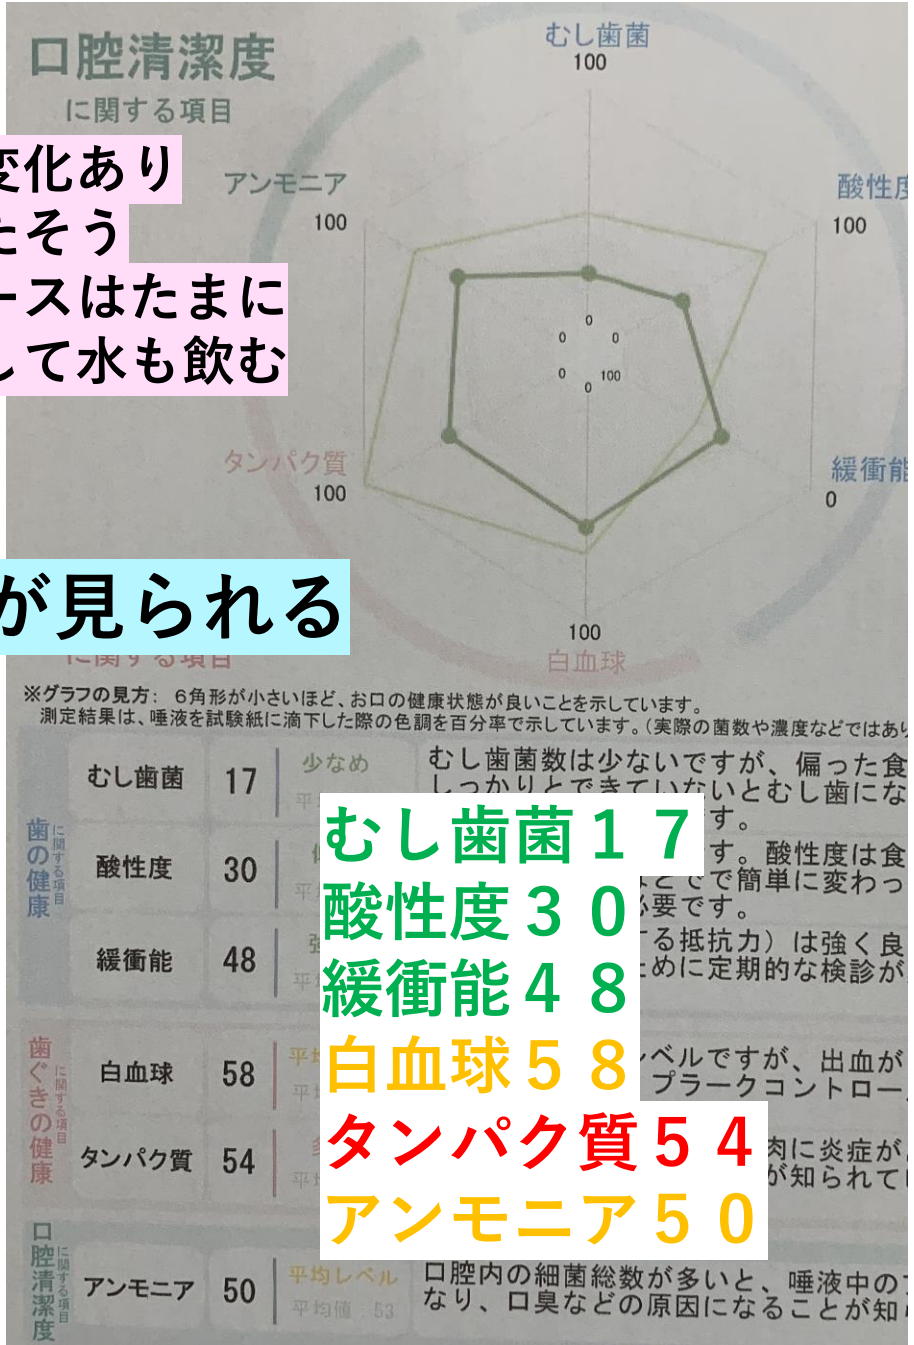 口腔清潔度
に関する項目
むし歯菌
100
変化あり
たそう
ースはたまに
して水も飲む
アンモニア
100
酸性度
100
0
0
0
0
100
0
タンパク質
100
緩衝能
0
100
白血球
が見られる
に関する項目
※グラフの見方： ６角形が小さいほど、お口の健康状態が良いことを示しています。
測定結果は、唾液を試験紙に滴下した際の色調を百分率で示しています。（実際の菌数や濃度などではあり
歯の健康
に関する項目
むし歯菌 17 少なめ
むし歯菌数は少ないですが、偏った食
しっかりとできていないとむし歯にな
す。
酸性度 30
す。酸性度は食
などでで簡単に変わっ
必要です。
緩衝能 48
する抵抗力）は強く良
ために定期的な検診が
むし歯菌１７
酸性度３０
緩衝能４８
白血球５８
タンパク質５４
アンモニア５０
歯ぐきの健康
に関する項目
白血球 58 平均
レベルですが、出血が
プラークコントロー
タンパク質 54
肉に炎症が
が知られて
口腔清潔度
に関する項目
アンモニア 50 平均レベル
平均値：53
口腔内の細菌総数が多いと、唾液中の
なり、口臭などの原因になることが知